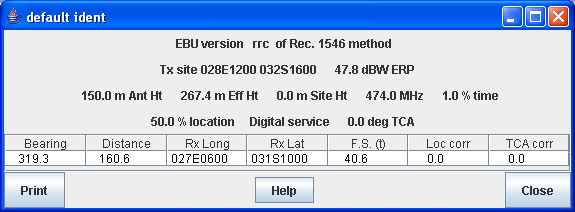 default ident
EBU version rrc of Rec. 1546 method
Tx site 028E1200 032S1600 47.8 dBW ERP
150.0 m Ant Ht 267.4 m Eff Ht 0.0 m Site Ht 474.0 MHz 1.0 % time
50.0 % location Digital service 0.0 deg TCA
Bearing Distance Rx Long Rx Lat F.S. (t) Loc corr TCA corr
319.3 160.6 027E0600 031S1000 40.6 0.0 0.0
Print Help Close